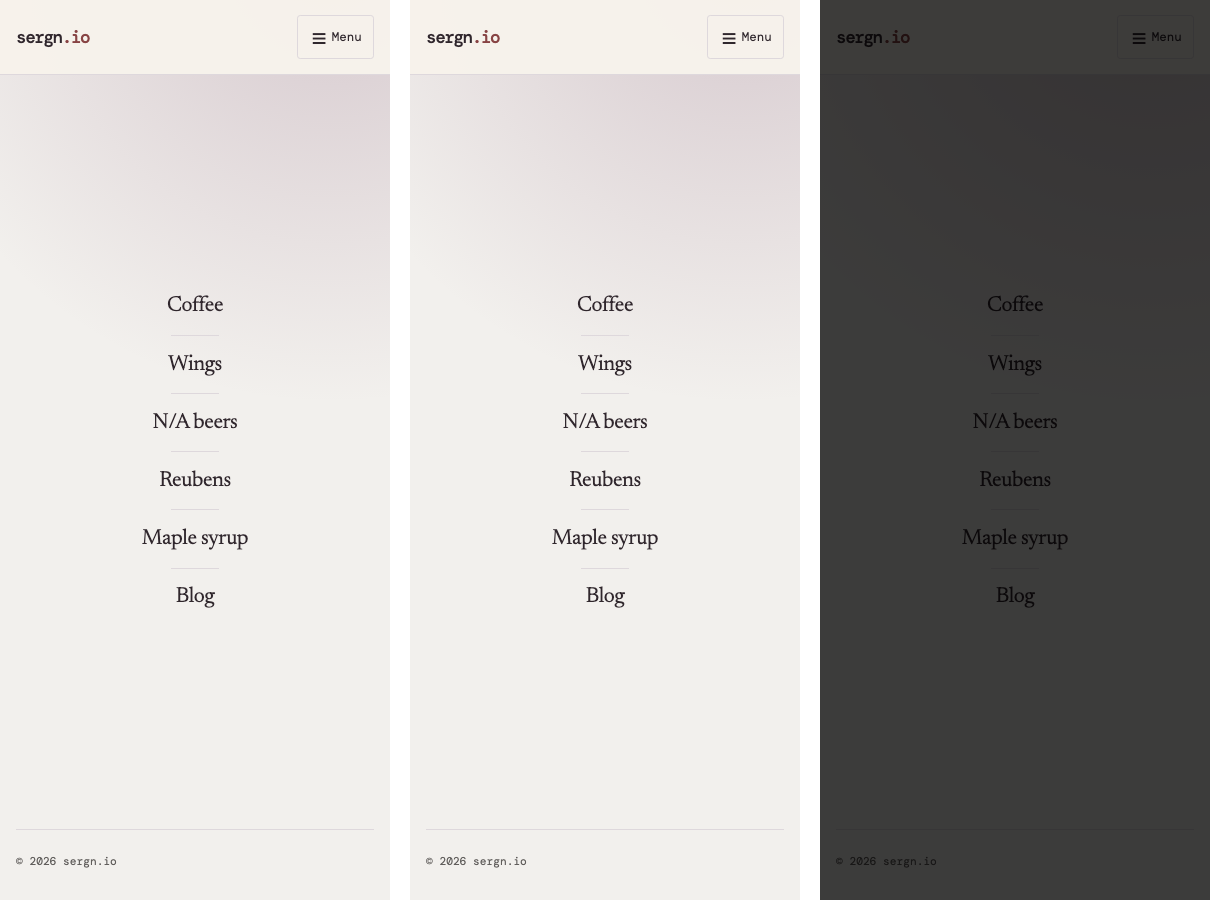 sergn.io
Menu
Coffee
Wings
N/A beers
Reubens
Maple syrup
Blog
© 2026 sergn.io
sergn.io
Menu
Coffee
Wings
N/A beers
Reubens
Maple syrup
Blog
© 2026 sergn.io
sergn.io
Menu
Coffee
Wings
N/A beers
Reubens
Maple syrup
Blog
© 2026 sergn.io